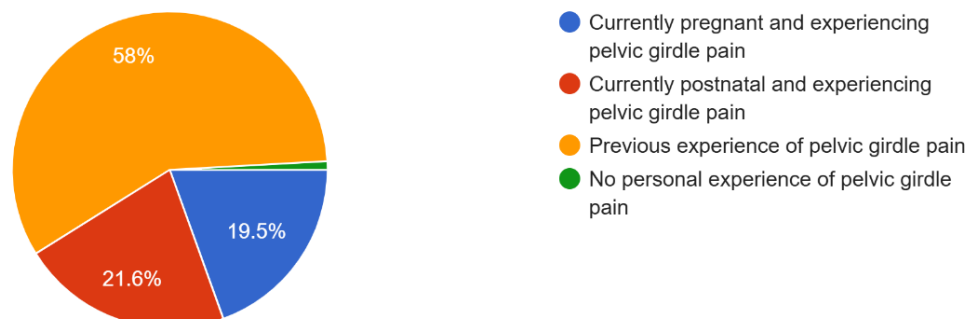 58%
19.5%
21.6%
Currently pregnant and experiencing
pelvic girdle pain
Currently postnatal and experiencing
pelvic girdle pain
Previous experience of pelvic girdle pain
No personal experience of pelvic girdle
pain